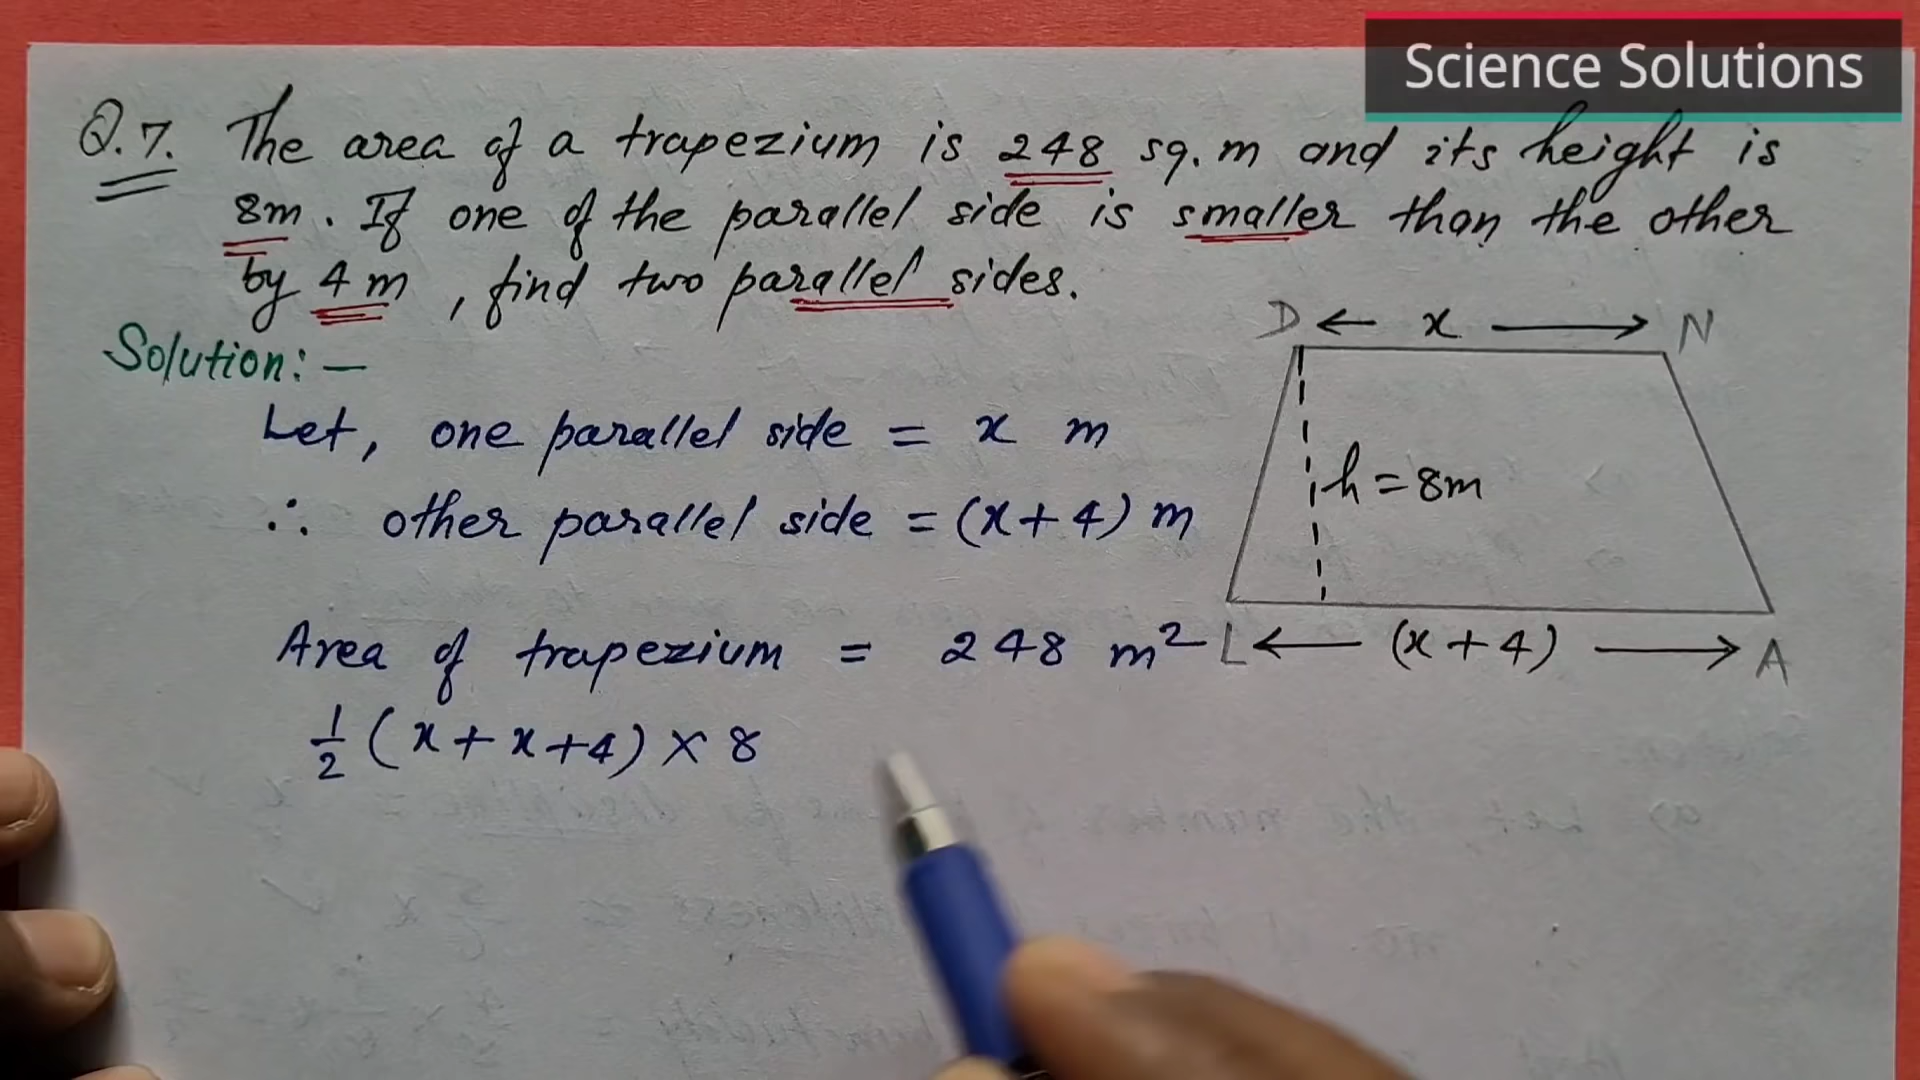 Science Solutions
Q.7. The area of a trapezium is 248 sq.m and its height is
8m. If one of the parallel side is smaller than the other
by 4m, find two parallel sides.
Solution:-
D ← x → N
Let, one parallel side = x m
h = 8m
∴ other parallel side = (x+4) m
Area of trapezium = 248 m²
L ← (x+4) → A
1/2 (x + x + 4) × 8